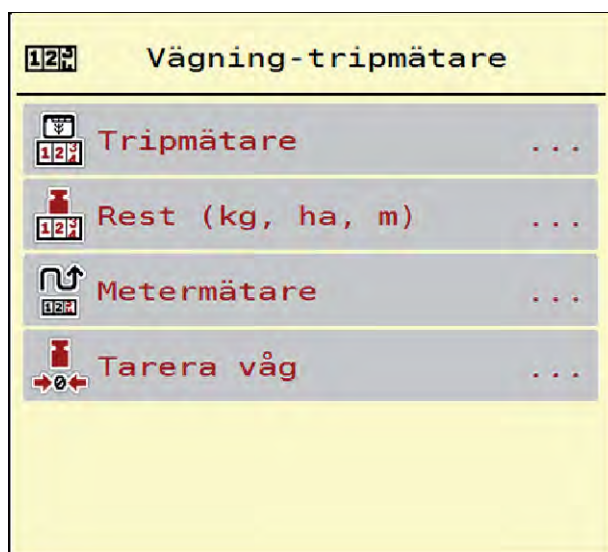 Vägning-tripmätare
Tripmätare ...
Rest (kg, ha, m) ...
Metermätare ...
Tarera våg ...